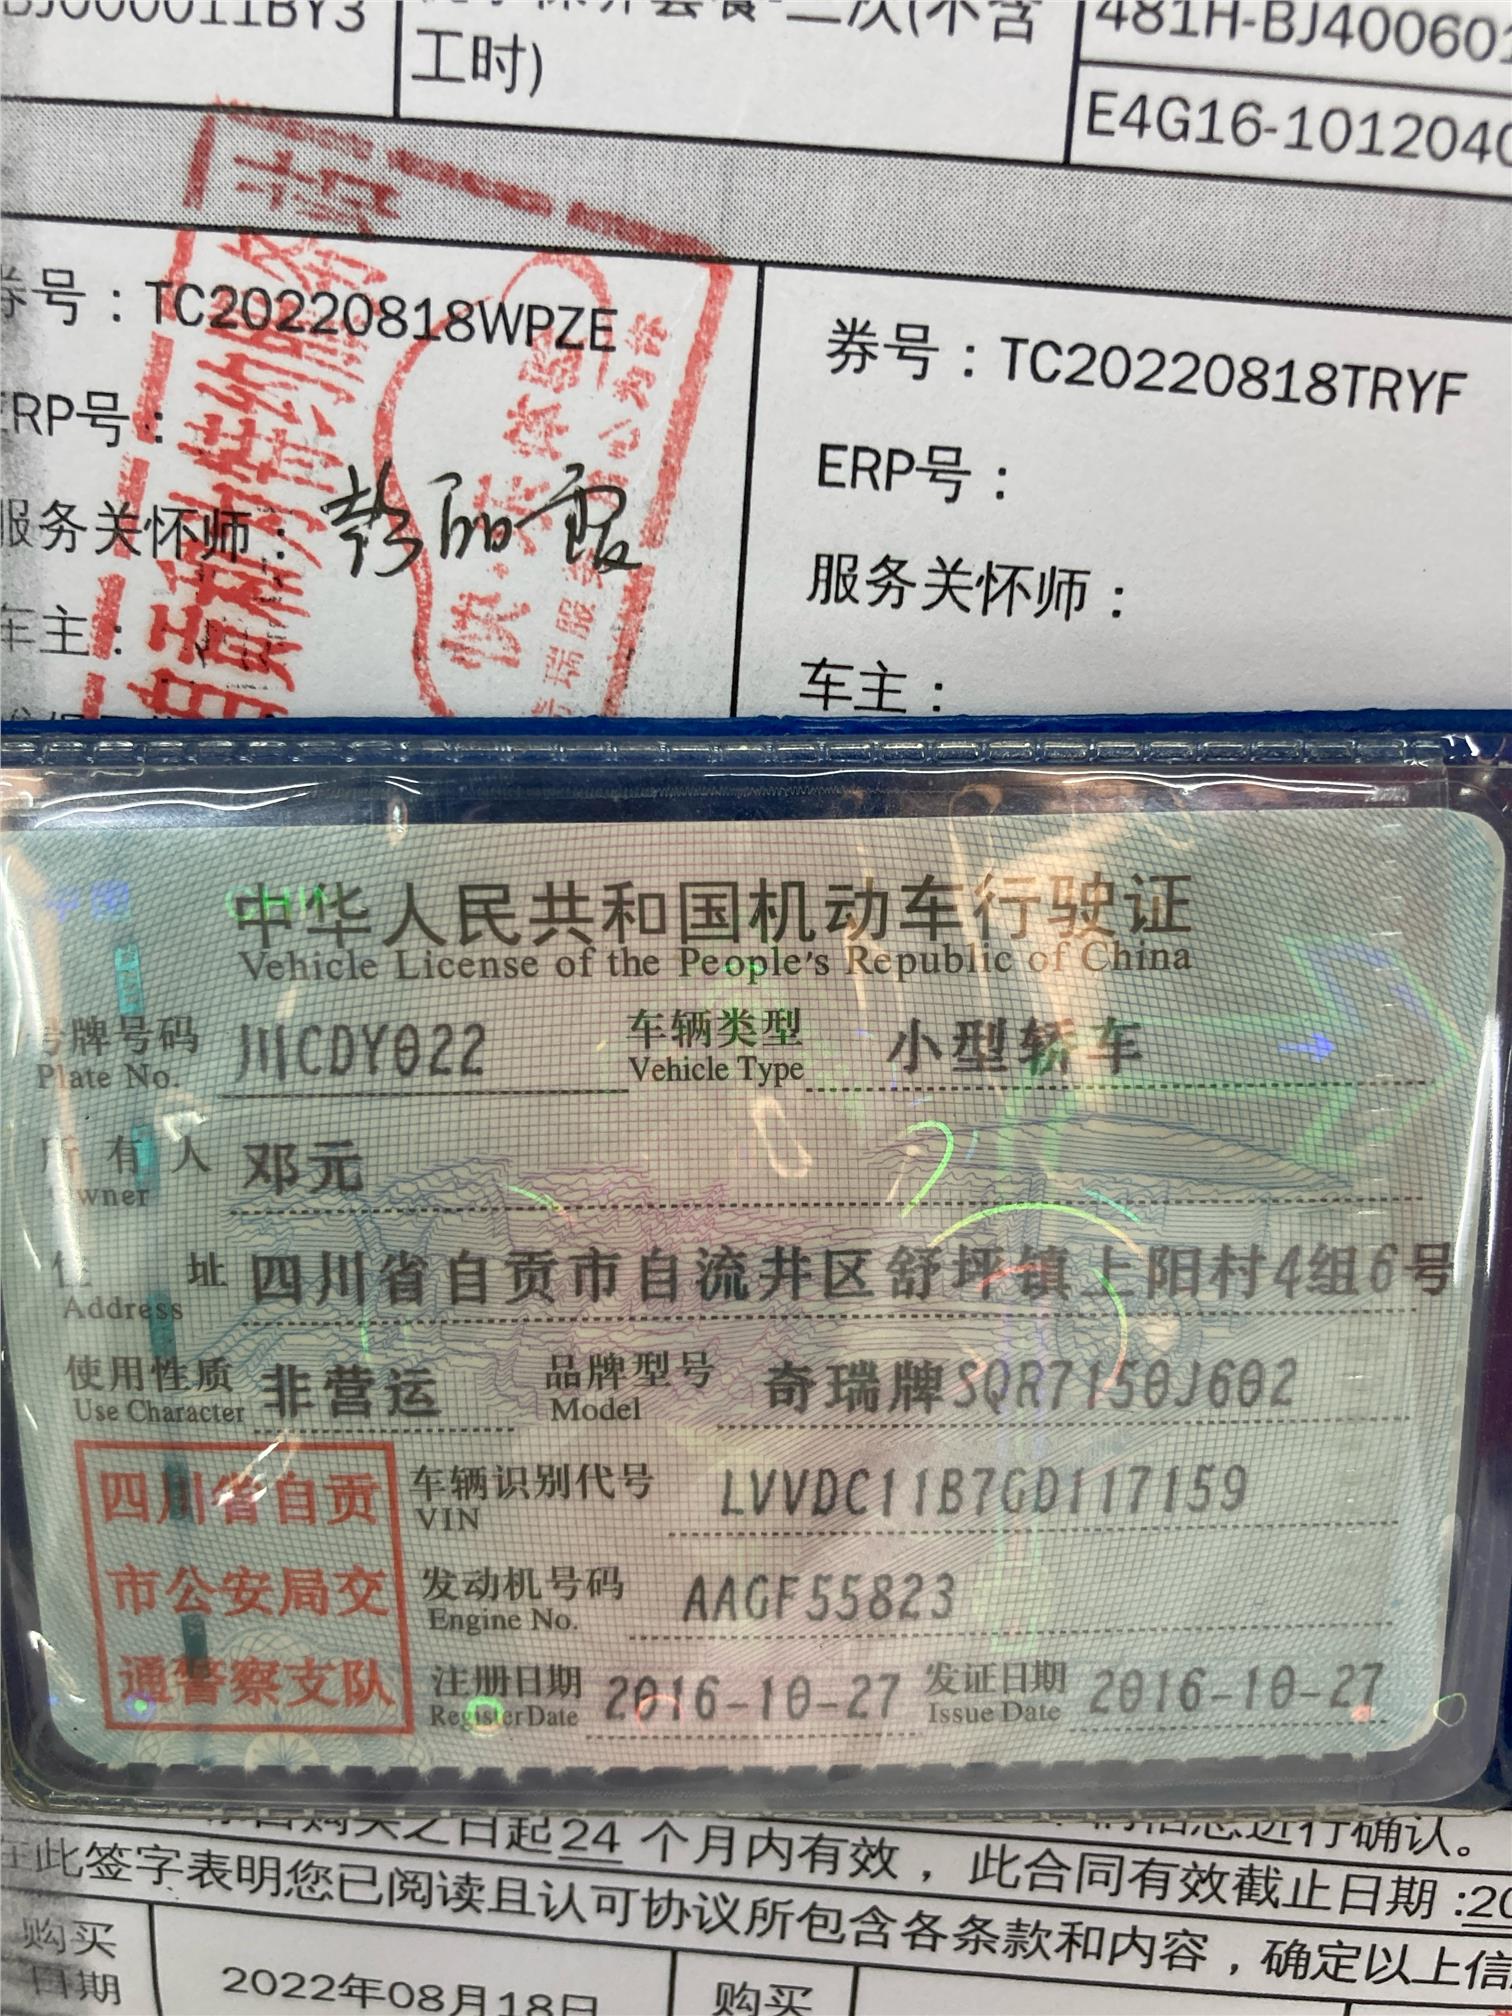 工时)
481H-BJ400601
E4G16-101204
券号：TC20220818WPZE
ERP号：
服务关怀师：彭丽霞
车主：
券号：TC20220818TRYF
ERP号：
服务关怀师：
车主：
中华人民共和国机动车行驶证
Vehicle License of the People's Republic of China
号牌号码 川CDY022 车辆类型 小型轿车
Plate No. Vehicle Type
所有人 邓元
Owner
住址 四川省自贡市自流井区舒坪镇上阳村4组6号
Address
使用性质 非营运 品牌型号 奇瑞牌SQR7150J602
Use Character Model
四川省自贡
市公安局交
通警察支队
车辆识别代号 LVVDC11B7GD117159
VIN
发动机号码 AAGF55823
Engine No.
注册日期 2016-10-27 发证日期 2016-10-27
Register Date Issue Date
购买之日起24个月内有效，此合同有效截止日期:20
在此签字表明您已阅读且认可协议所包含各条款和内容，确定以上信
购买
日期
2022年08月18日
购买